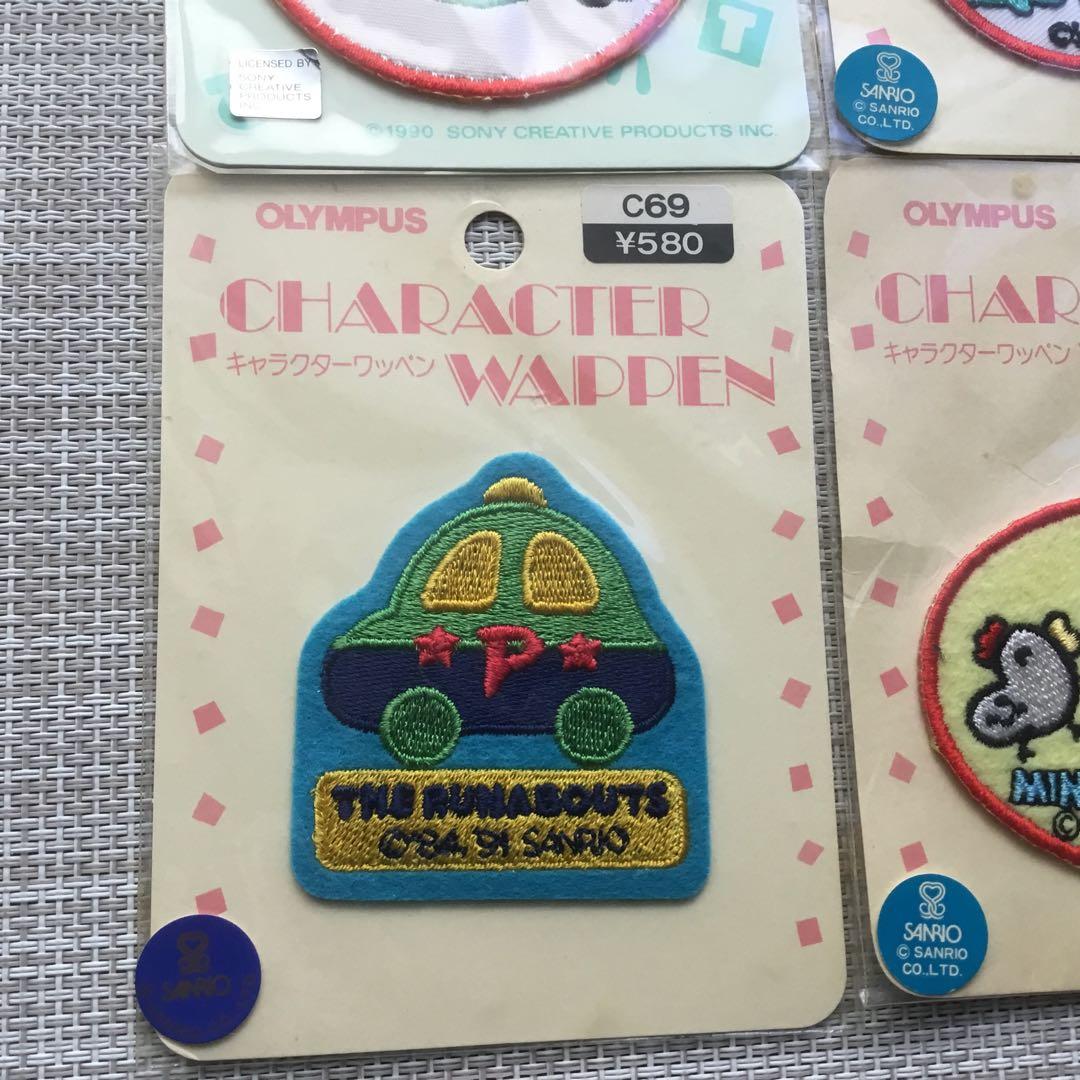 LICENSED BY
SONY
CREATIVE
PRODUCTS
INC.
T
©1990 SONY CREATIVE PRODUCTS INC.
SANRIO
© SANRIO
CO.,LTD.
OLYMPUS
C69
¥580
CHARACTER
キャラクターワッペン WAPPEN
P
THE RUNABOUTS
©'84, '91 SANRIO
SANRIO
OLYMPUS
CHAR
キャラクターワッペン
MIN
©
SANRIO
© SANRIO
CO.,LTD.